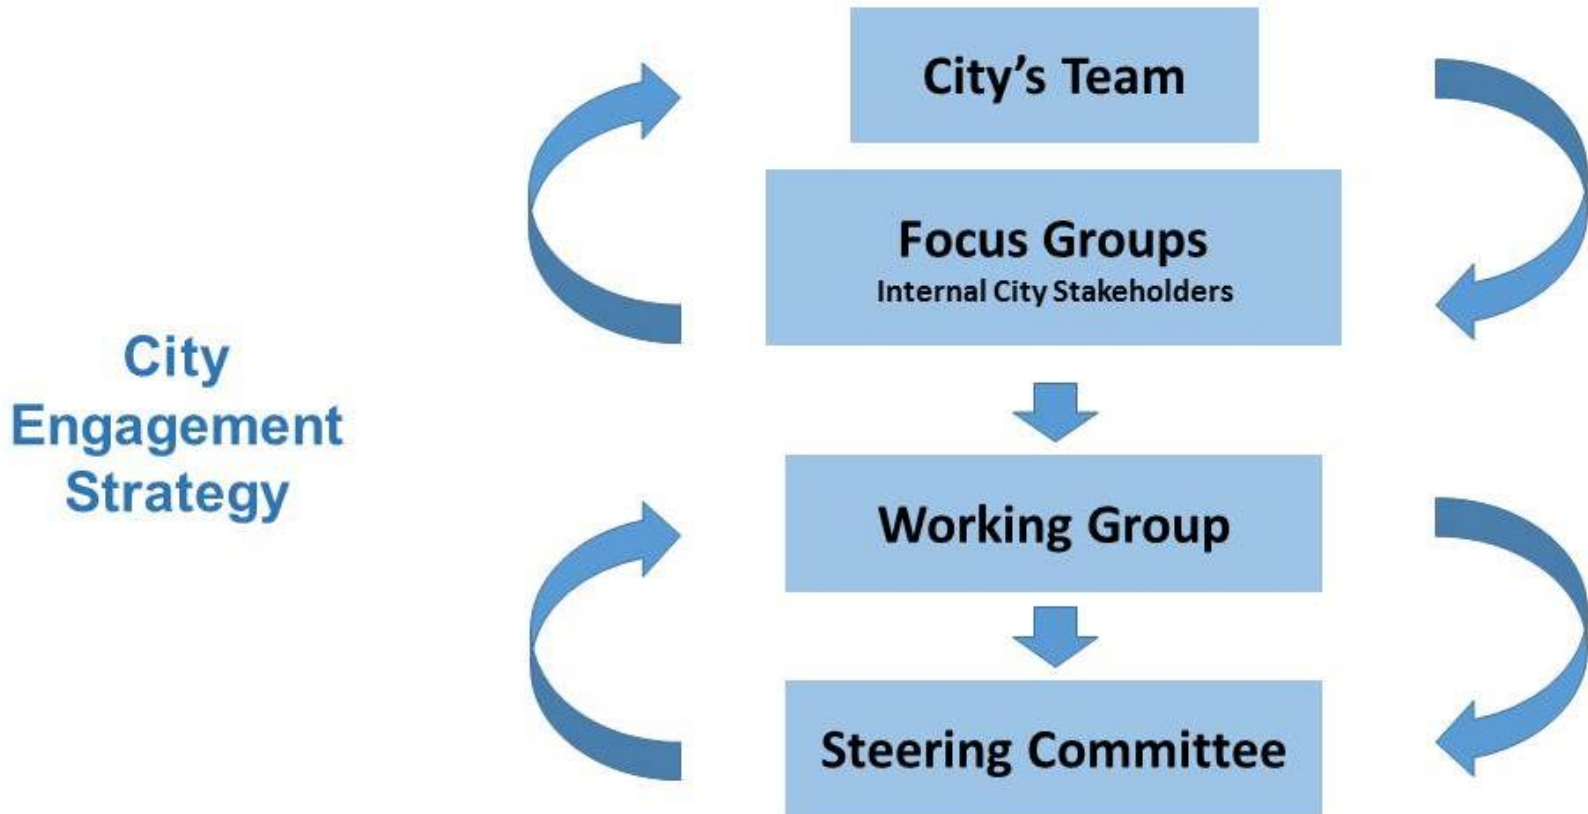 City
Engagement
Strategy
City’s Team
Focus Groups
Internal City Stakeholders
Working Group
Steering Committee